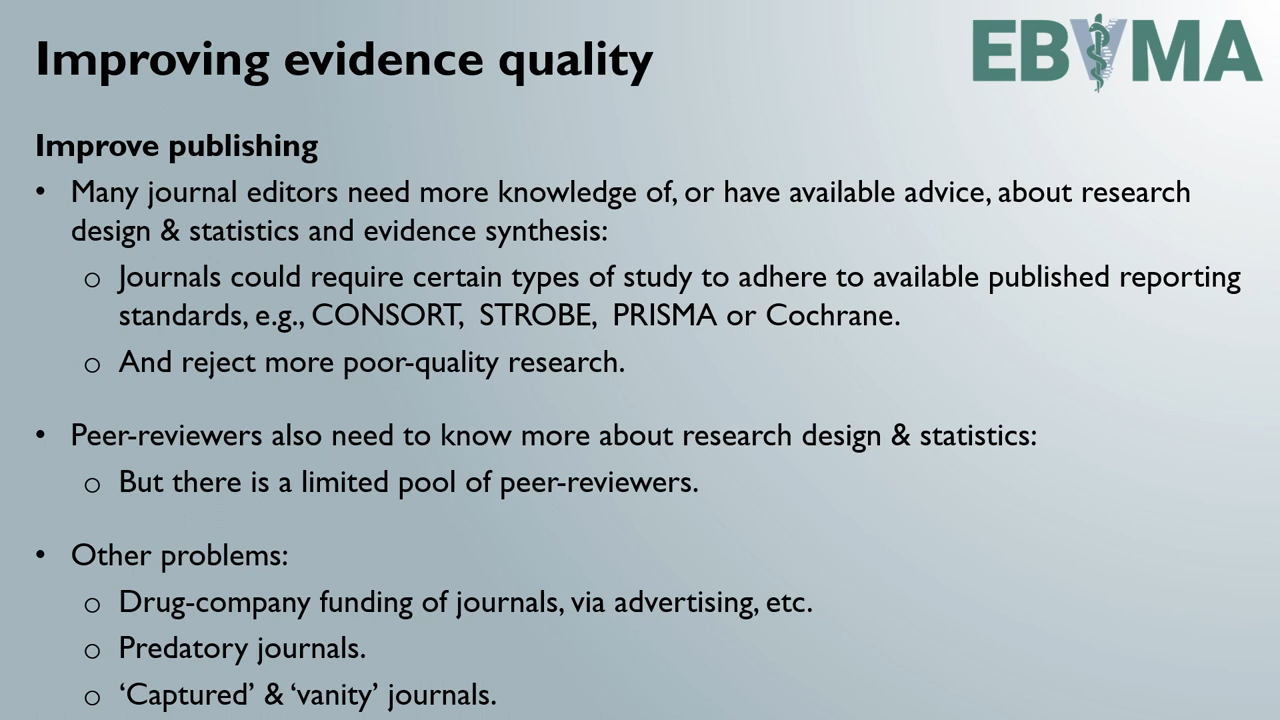 Improving evidence quality
EBVMA
Improve publishing
• Many journal editors need more knowledge of, or have available advice, about research
design & statistics and evidence synthesis:
o Journals could require certain types of study to adhere to available published reporting
standards, e.g., CONSORT, STROBE, PRISMA or Cochrane.
o And reject more poor-quality research.
• Peer-reviewers also need to know more about research design & statistics:
o But there is a limited pool of peer-reviewers.
• Other problems:
o Drug-company funding of journals, via advertising, etc.
o Predatory journals.
o ‘Captured’ & ‘vanity’ journals.